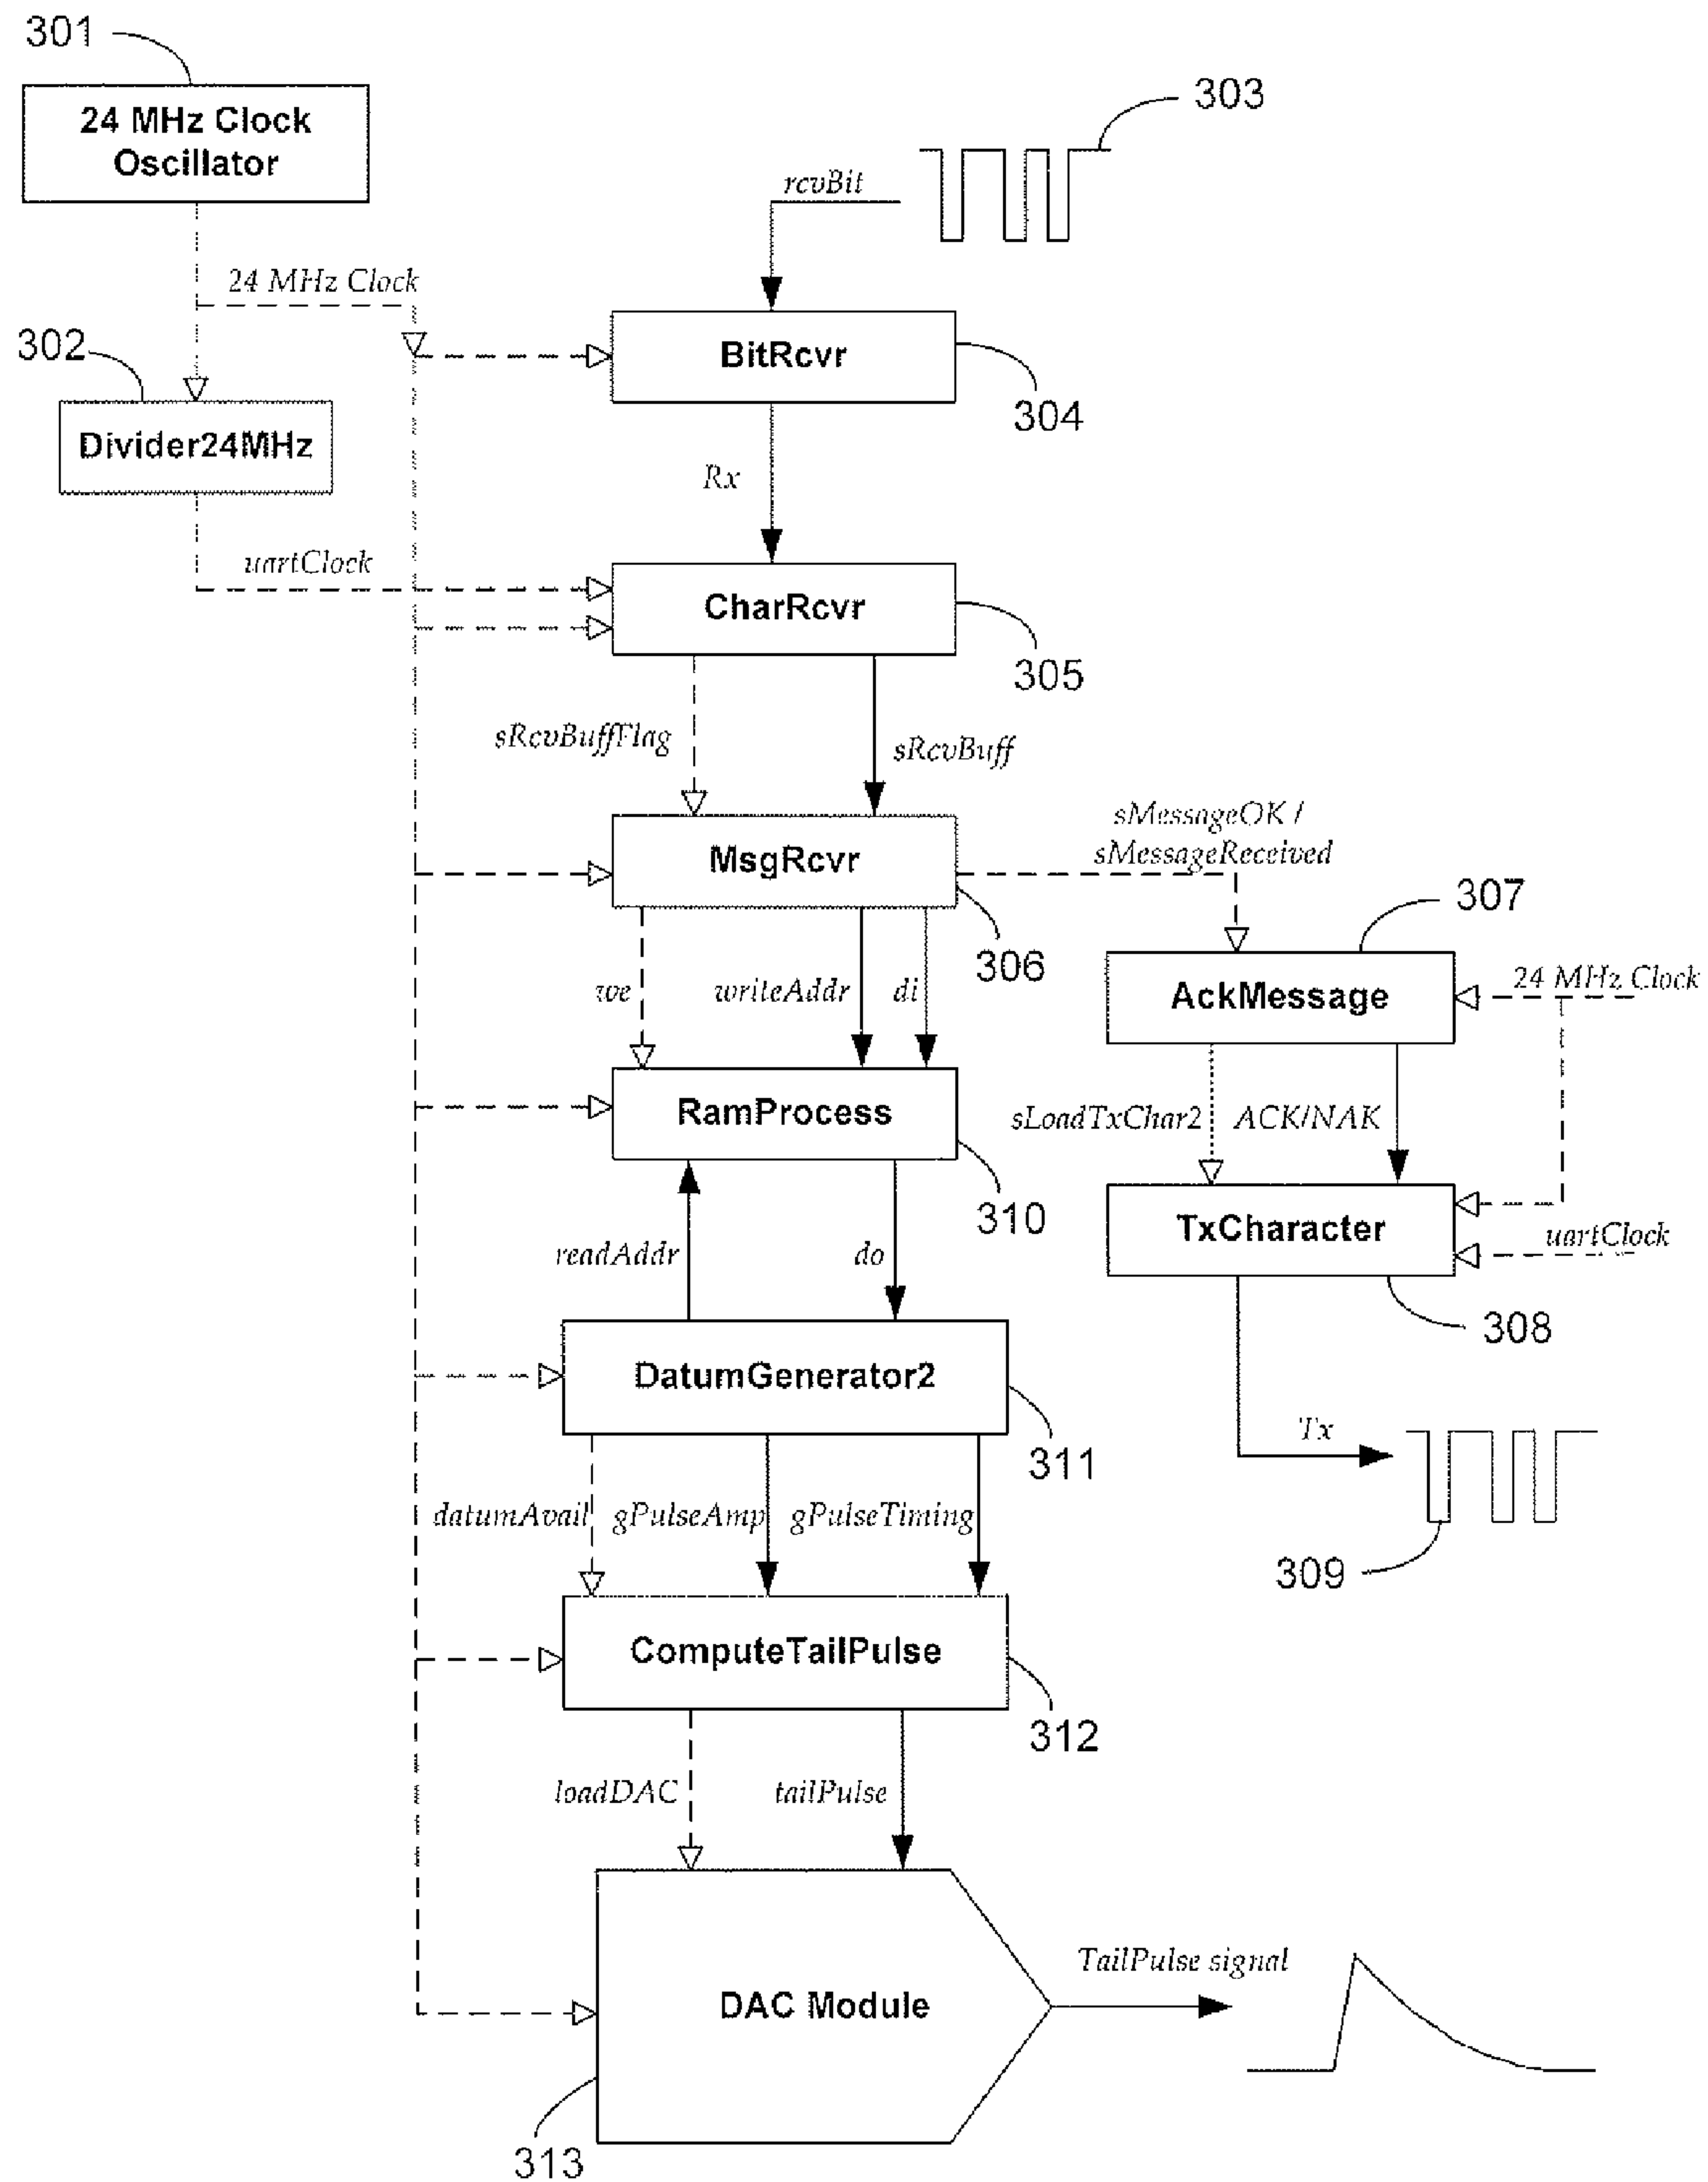 301
24 MHz Clock
Oscillator
303
rcvBit
24 MHz Clock
302
BitRcvr
304
Divider24MHz
Rx
uartClock
CharRcvr
305
sRcvBuffFlag
sRcvBuff
sMessageOK /
sMessageReceived
MsgRcvr
306
307
we
writeAddr
di
AckMessage
24 MHz Clock
RamProcess
310
sLoadTxChar2
ACK/NAK
readAddr
do
TxCharacter
uartClock
308
DatumGenerator2
311
Tx
309
datumAvail
gPulseAmp
gPulseTiming
ComputeTailPulse
312
loadDAC
tailPulse
DAC Module
TailPulse signal
313